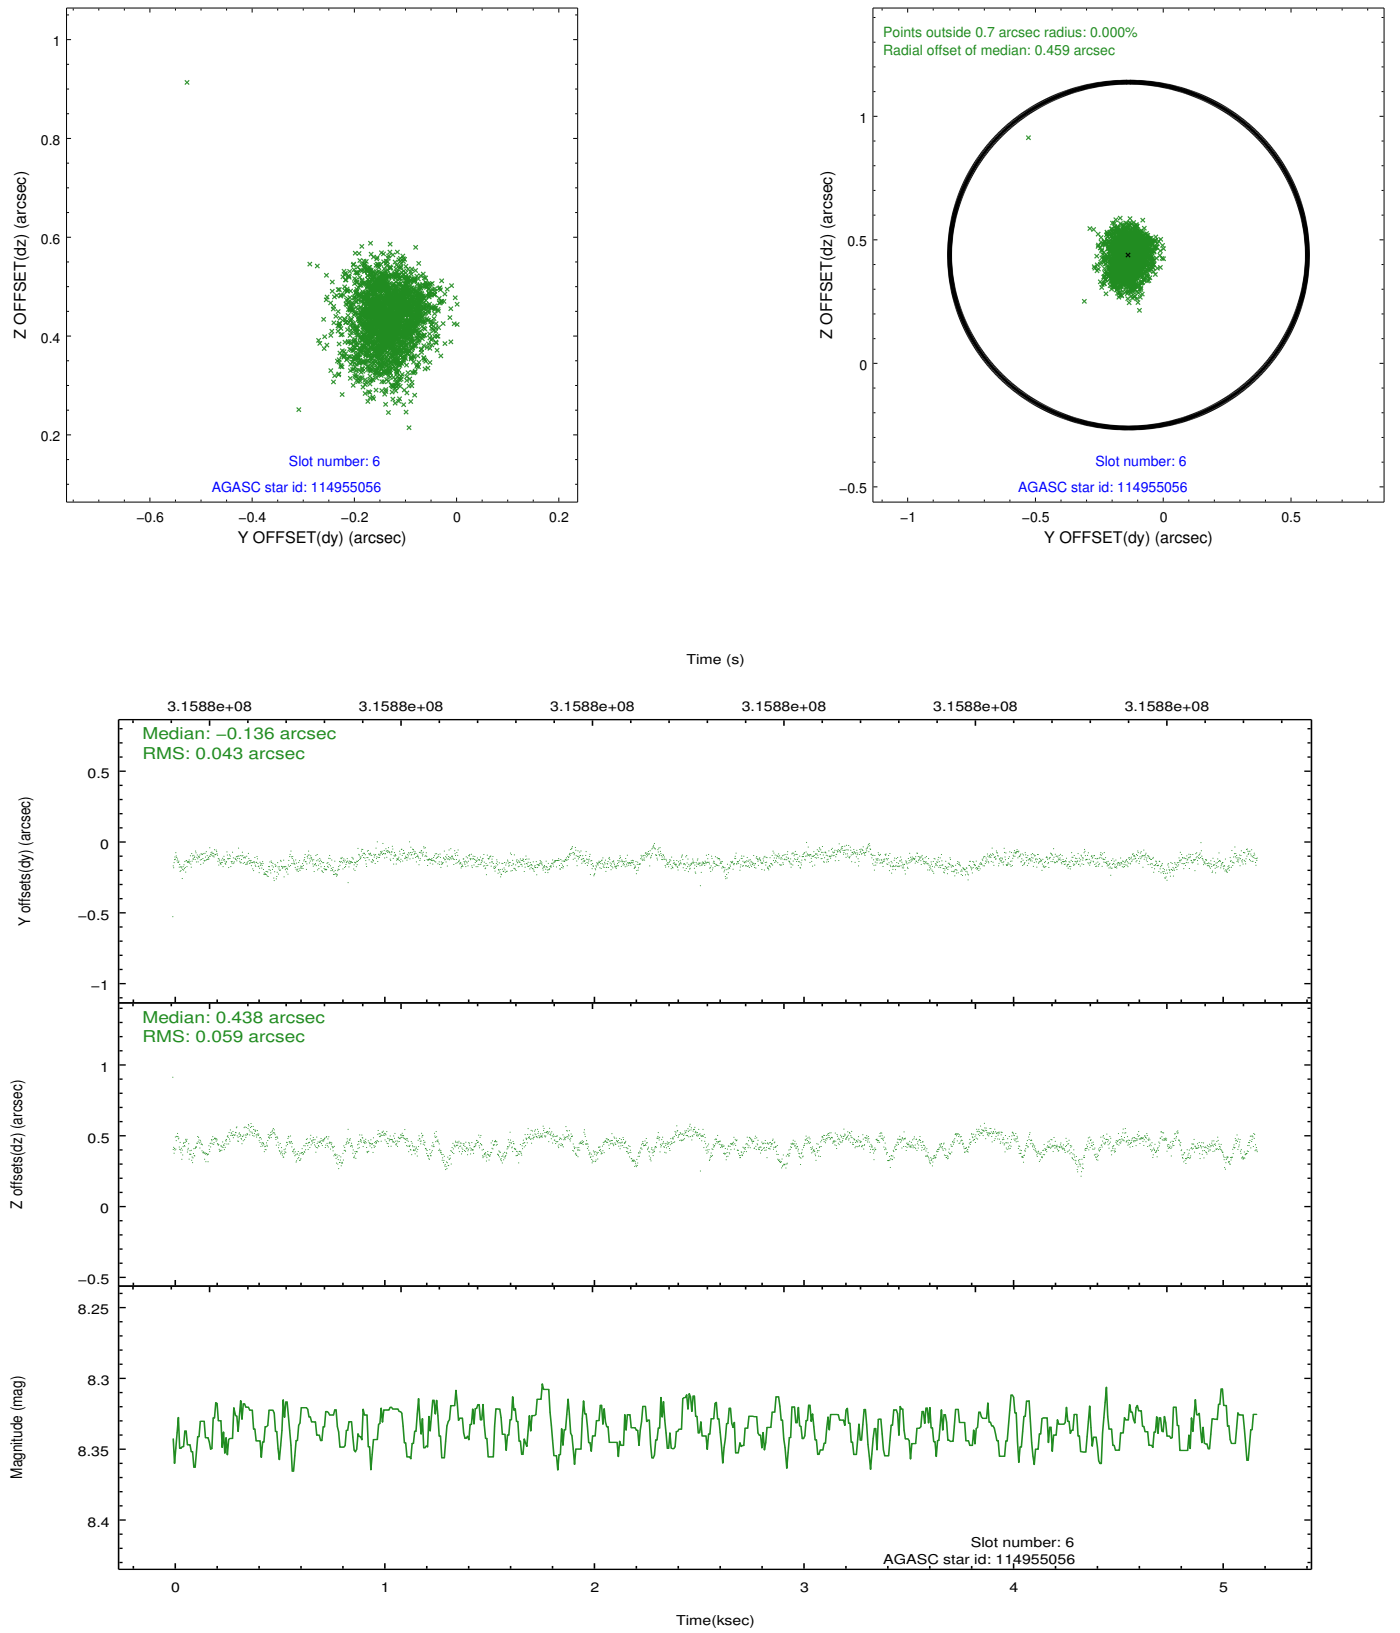 1
0.8
0.6
0.4
0.2
−0.6
−0.4
−0.2
0
0.2
Z OFFSET(dz) (arcsec)
Y OFFSET(dy) (arcsec)
Slot number: 6
AGASC star id: 114955056
Points outside 0.7 arcsec radius: 0.000%
Radial offset of median: 0.459 arcsec
1
0.5
0
−0.5
−1
−0.5
0
0.5
Z OFFSET(dz) (arcsec)
Y OFFSET(dy) (arcsec)
Slot number: 6
AGASC star id: 114955056
Time (s)
3.1588e+08 3.1588e+08 3.1588e+08 3.1588e+08 3.1588e+08 3.1588e+08
Median: −0.136 arcsec
RMS: 0.043 arcsec
0.5
0
−0.5
−1
Y offsets(dy) (arcsec)
Median: 0.438 arcsec
RMS: 0.059 arcsec
1
0.5
0
−0.5
Z offsets(dz) (arcsec)
8.25
8.3
8.35
8.4
Magnitude (mag)
Slot number: 6
AGASC star id: 114955056
0 1 2 3 4 5
Time(ksec)